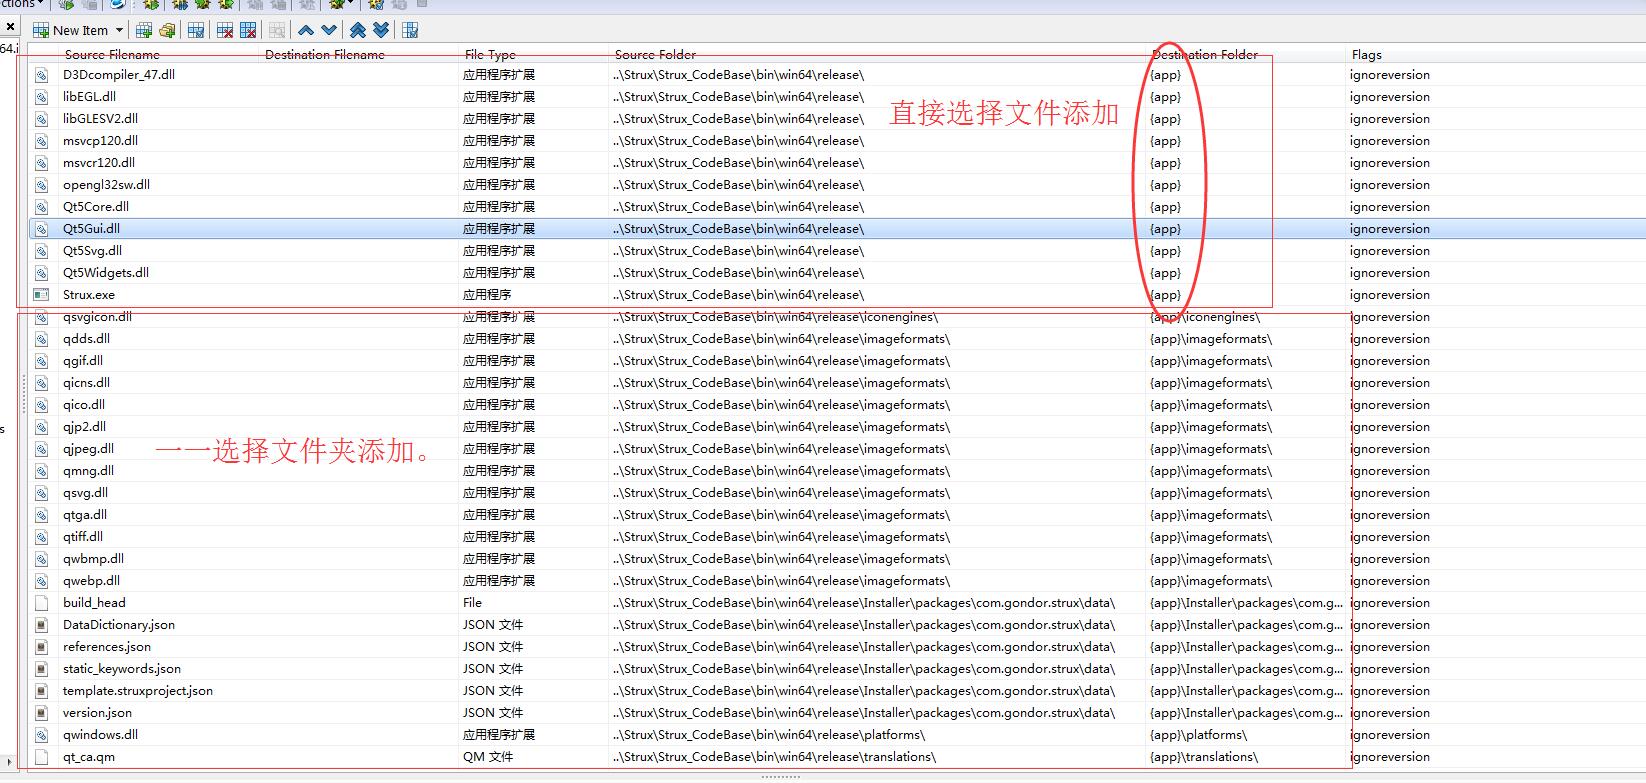 ections
New Item
64.i
Source Filename Destination Filename File Type Source Folder Destination Folder Flags
D3Dcompiler_47.dll 应用程序扩展 ..\Strux\Strux_CodeBase\bin\win64\release\ {app} ignoreversion
libEGL.dll 应用程序扩展 ..\Strux\Strux_CodeBase\bin\win64\release\ {app} ignoreversion
直接选择文件添加
libGLESV2.dll 应用程序扩展 ..\Strux\Strux_CodeBase\bin\win64\release\ {app} ignoreversion
msvcp120.dll 应用程序扩展 ..\Strux\Strux_CodeBase\bin\win64\release\ {app} ignoreversion
msvcr120.dll 应用程序扩展 ..\Strux\Strux_CodeBase\bin\win64\release\ {app} ignoreversion
opengl32sw.dll 应用程序扩展 ..\Strux\Strux_CodeBase\bin\win64\release\ {app} ignoreversion
Qt5Core.dll 应用程序扩展 ..\Strux\Strux_CodeBase\bin\win64\release\ {app} ignoreversion
Qt5Gui.dll 应用程序扩展 ..\Strux\Strux_CodeBase\bin\win64\release\ {app} ignoreversion
Qt5Svg.dll 应用程序扩展 ..\Strux\Strux_CodeBase\bin\win64\release\ {app} ignoreversion
Qt5Widgets.dll 应用程序扩展 ..\Strux\Strux_CodeBase\bin\win64\release\ {app} ignoreversion
Strux.exe 应用程序 ..\Strux\Strux_CodeBase\bin\win64\release\ {app} ignoreversion
qsvgicon.dll 应用程序扩展 ..\Strux\Strux_CodeBase\bin\win64\release\iconengines\ {app}\iconengines\ ignoreversion
qdds.dll 应用程序扩展 ..\Strux\Strux_CodeBase\bin\win64\release\imageformats\ {app}\imageformats\ ignoreversion
qgif.dll 应用程序扩展 ..\Strux\Strux_CodeBase\bin\win64\release\imageformats\ {app}\imageformats\ ignoreversion
qicns.dll 应用程序扩展 ..\Strux\Strux_CodeBase\bin\win64\release\imageformats\ {app}\imageformats\ ignoreversion
qico.dll 应用程序扩展 ..\Strux\Strux_CodeBase\bin\win64\release\imageformats\ {app}\imageformats\ ignoreversion
qjp2.dll 应用程序扩展 ..\Strux\Strux_CodeBase\bin\win64\release\imageformats\ {app}\imageformats\ ignoreversion
s
qjpeg.dll 应用程序扩展 ..\Strux\Strux_CodeBase\bin\win64\release\imageformats\ {app}\imageformats\ ignoreversion
一一选择文件夹添加。
qmng.dll 应用程序扩展 ..\Strux\Strux_CodeBase\bin\win64\release\imageformats\ {app}\imageformats\ ignoreversion
qsvg.dll 应用程序扩展 ..\Strux\Strux_CodeBase\bin\win64\release\imageformats\ {app}\imageformats\ ignoreversion
qtga.dll 应用程序扩展 ..\Strux\Strux_CodeBase\bin\win64\release\imageformats\ {app}\imageformats\ ignoreversion
qtiff.dll 应用程序扩展 ..\Strux\Strux_CodeBase\bin\win64\release\imageformats\ {app}\imageformats\ ignoreversion
qwbmp.dll 应用程序扩展 ..\Strux\Strux_CodeBase\bin\win64\release\imageformats\ {app}\imageformats\ ignoreversion
qwebp.dll 应用程序扩展 ..\Strux\Strux_CodeBase\bin\win64\release\imageformats\ {app}\imageformats\ ignoreversion
build_head File ..\Strux\Strux_CodeBase\bin\win64\release\Installer\packages\com.gondor.strux\data\ {app}\Installer\packages\com.g... ignoreversion
DataDictionary.json JSON 文件 ..\Strux\Strux_CodeBase\bin\win64\release\Installer\packages\com.gondor.strux\data\ {app}\Installer\packages\com.g... ignoreversion
references.json JSON 文件 ..\Strux\Strux_CodeBase\bin\win64\release\Installer\packages\com.gondor.strux\data\ {app}\Installer\packages\com.g... ignoreversion
static_keywords.json JSON 文件 ..\Strux\Strux_CodeBase\bin\win64\release\Installer\packages\com.gondor.strux\data\ {app}\Installer\packages\com.g... ignoreversion
template.struxproject.json JSON 文件 ..\Strux\Strux_CodeBase\bin\win64\release\Installer\packages\com.gondor.strux\data\ {app}\Installer\packages\com.g... ignoreversion
version.json JSON 文件 ..\Strux\Strux_CodeBase\bin\win64\release\Installer\packages\com.gondor.strux\data\ {app}\Installer\packages\com.g... ignoreversion
qwindows.dll 应用程序扩展 ..\Strux\Strux_CodeBase\bin\win64\release\platforms\ {app}\platforms\ ignoreversion
qt_ca.qm QM 文件 ..\Strux\Strux_CodeBase\bin\win64\release\translations\ {app}\translations\ ignoreversion